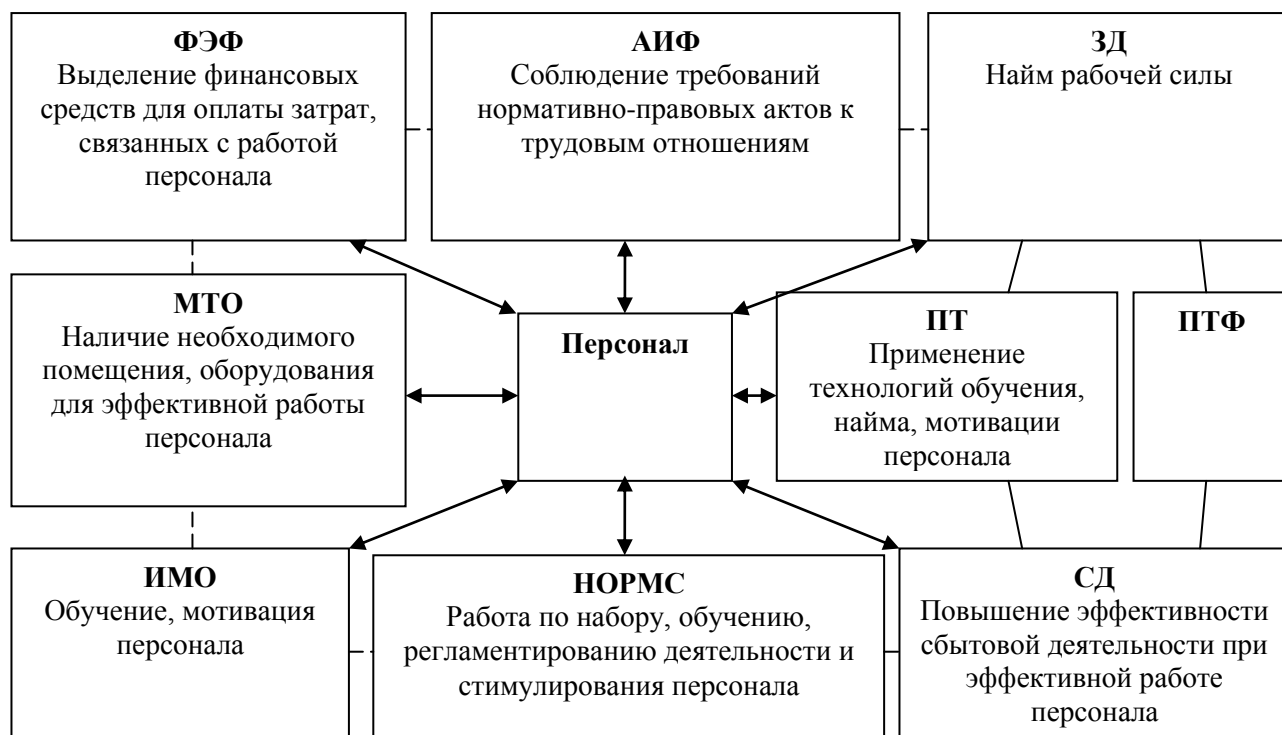 ФЭФ
Выделение финансовых
средств для оплаты затрат,
связанных с работой
персонала
АИФ
Соблюдение требований
нормативно-правовых актов к
трудовым отношениям
ЗД
Найм рабочей силы
МТО
Наличие необходимого
помещения, оборудования
для эффективной работы
персонала
Персонал
ПТ
Применение
технологий обучения,
найма, мотивации
персонала
ПТФ
ИМО
Обучение, мотивация
персонала
НОРМС
Работа по набору, обучению,
регламентированию деятельности и
стимулирования персонала
СД
Повышение эффективности
сбытовой деятельности при
эффективной работе
персонала